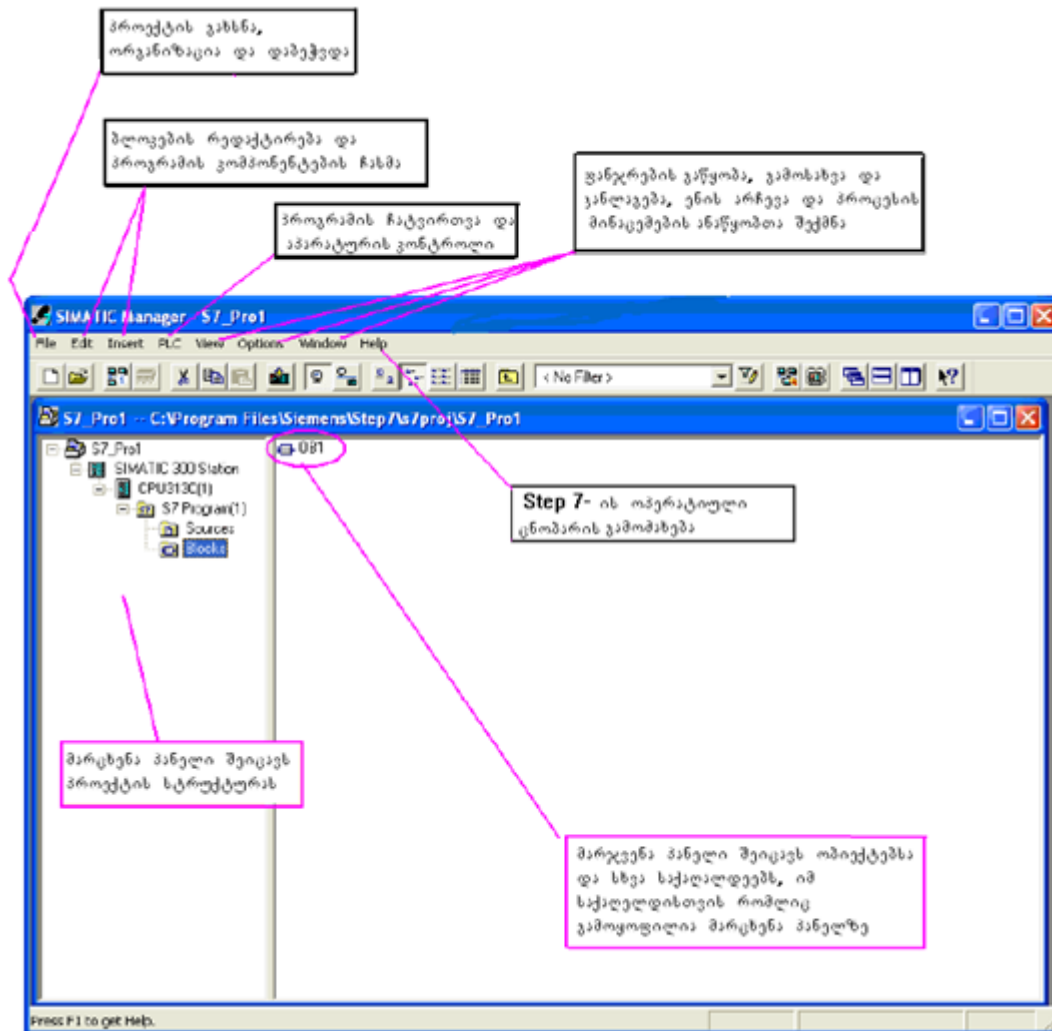 პროექტის გახსნა,
ორგანიზაცია და დაბეჭვდა
ბლოკების რედაქტირება და
პროგრამის კომპონენტების ჩასმა
ფანჯრების გაწყობა, გამოსახვა და
განლაგება, ენის არჩევა და პროცესის
მინაცემების ანაწყობთა შექმნა
პროგრამის ჩატვირთვა და
აპარატურის კონტროლი
SIMATIC Manager - S7_Pro1
File Edit Insert PLC View Options Window Help
< No Filter >
S7_Pro1 -- C:\Program Files\Siemens\Step7\s7proj\S7_Pro1
S7_Pro1
OB1
SIMATIC 300 Station
CPU313C(1)
S7 Program(1)
Sources
Blocks
Step 7- ის ოპერატიული
ცნობარის გამოძახება
მარცხენა პანელი შეიცავს
პროექტის სტრუქტურას
მარჯვენა პანელი შეიცავს ობიექტებსა
და სხვა საქაღალდეებს, იმ
საქაღელდისთვის რომლიც
გამოყოფილია მარცხენა პანელზე
Press F1 to get Help.